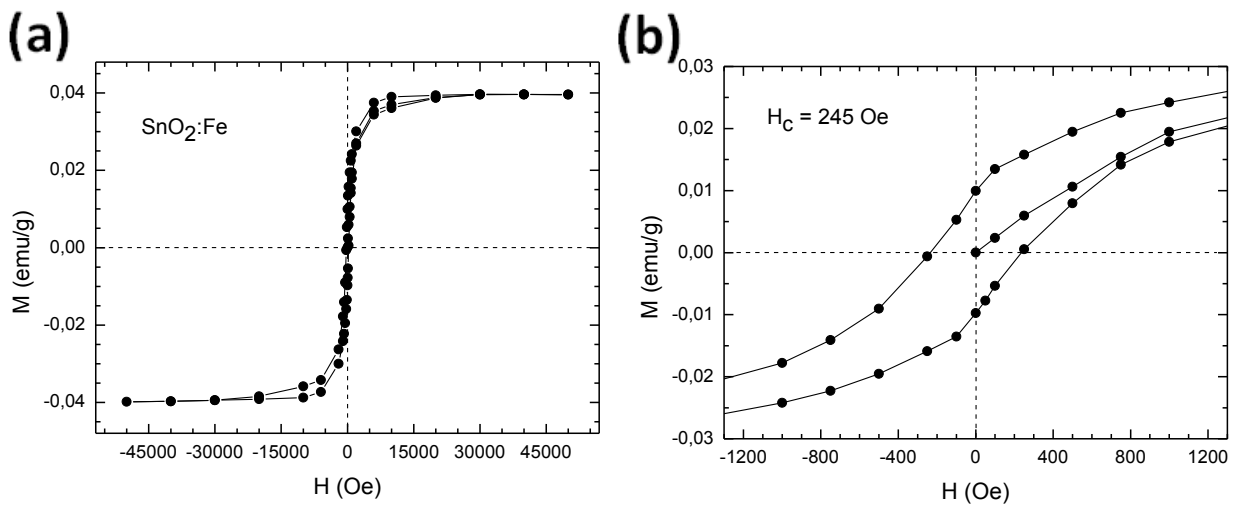 (a)
(b)
SnO2:Fe
0,04
0,02
0,00
-0,02
-0,04
M (emu/g)
-45000 -30000 -15000 0 15000 30000 45000
H (Oe)
HC = 245 Oe
0,03
0,02
0,01
0,00
-0,01
-0,02
-0,03
M (emu/g)
-1200 -800 -400 0 400 800 1200
H (Oe)